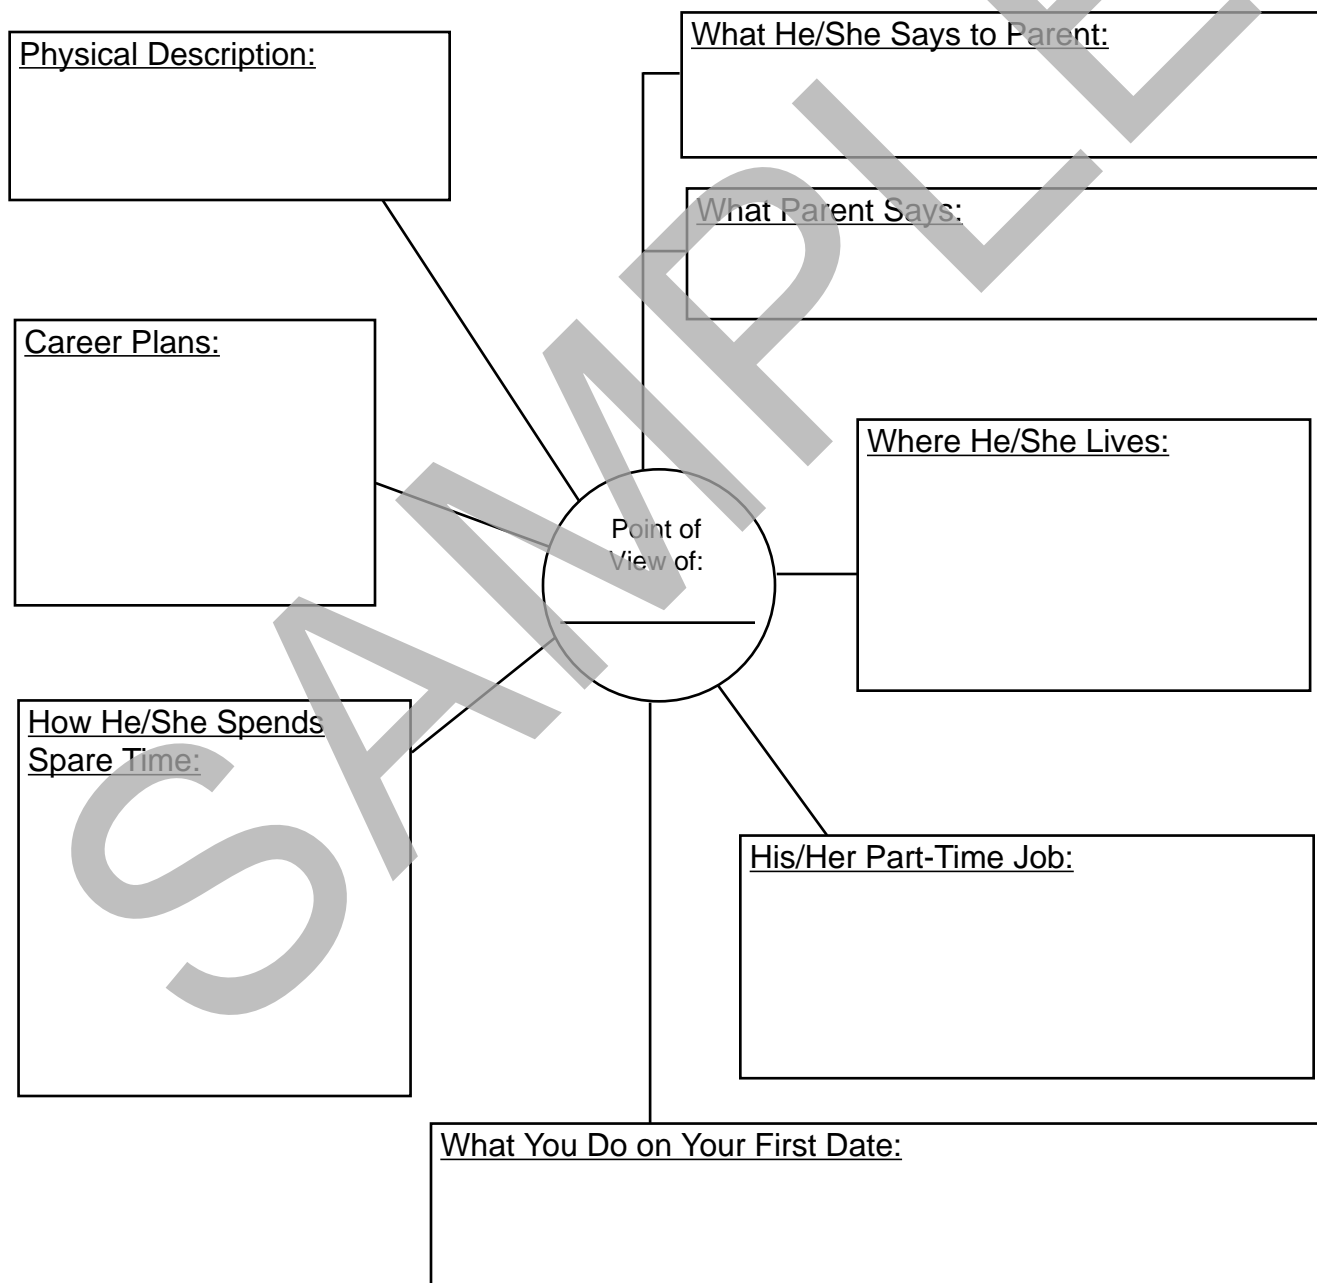 Physical Description:
What He/She Says to Parent:
What Parent Says:
Career Plans:
Where He/She Lives:
Point of
View of:
How He/She Spends
Spare Time:
His/Her Part-Time Job:
What You Do on Your First Date:
SAMPLE